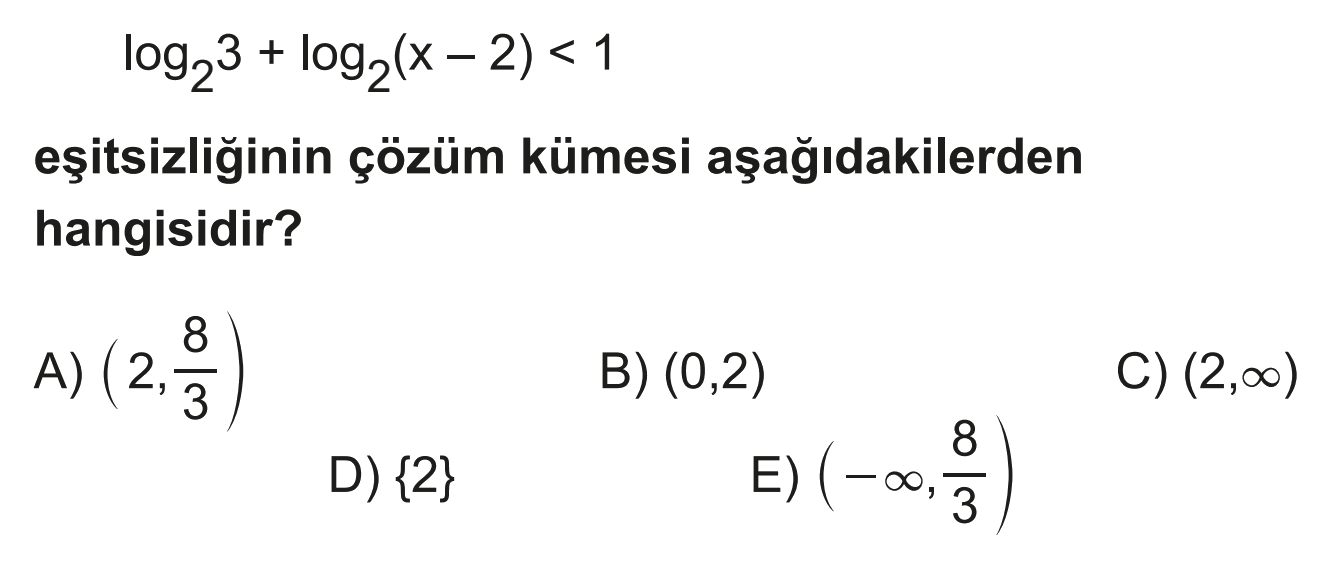 log₂3 + log₂(x – 2) < 1
eşitsizliğinin çözüm kümesi aşağıdakilerden
hangisidir?
A) (2, 8/3) B) (0,2) C) (2,∞)
D) {2} E) (–∞, 8/3)